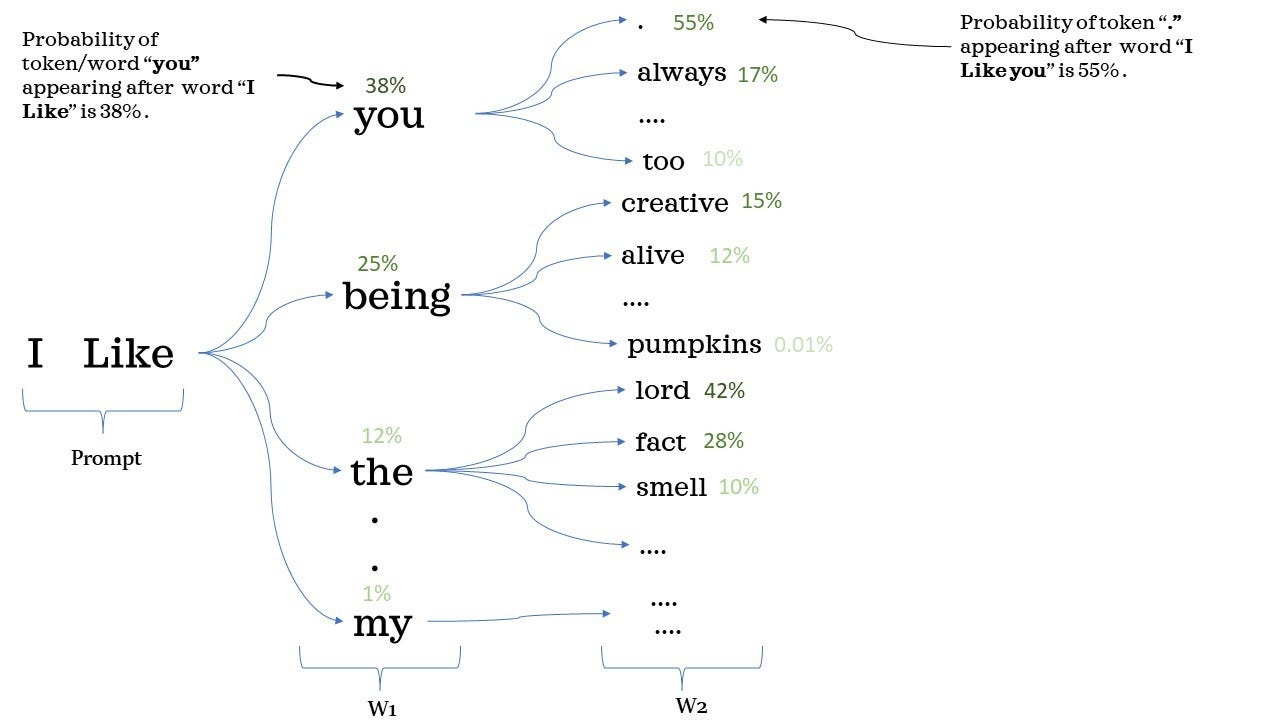 Probability of
token/word “you”
appearing after word “I
Like” is 38%.
Probability of token “.”
appearing after word “I
Like you” is 55%.
I Like
Prompt
38%
you
25%
being
12%
the
.
.
1%
my
W1
. 55%
always 17%
....
too 10%
creative 15%
alive 12%
....
pumpkins 0.01%
lord 42%
fact 28%
smell 10%
....
....
....
W2